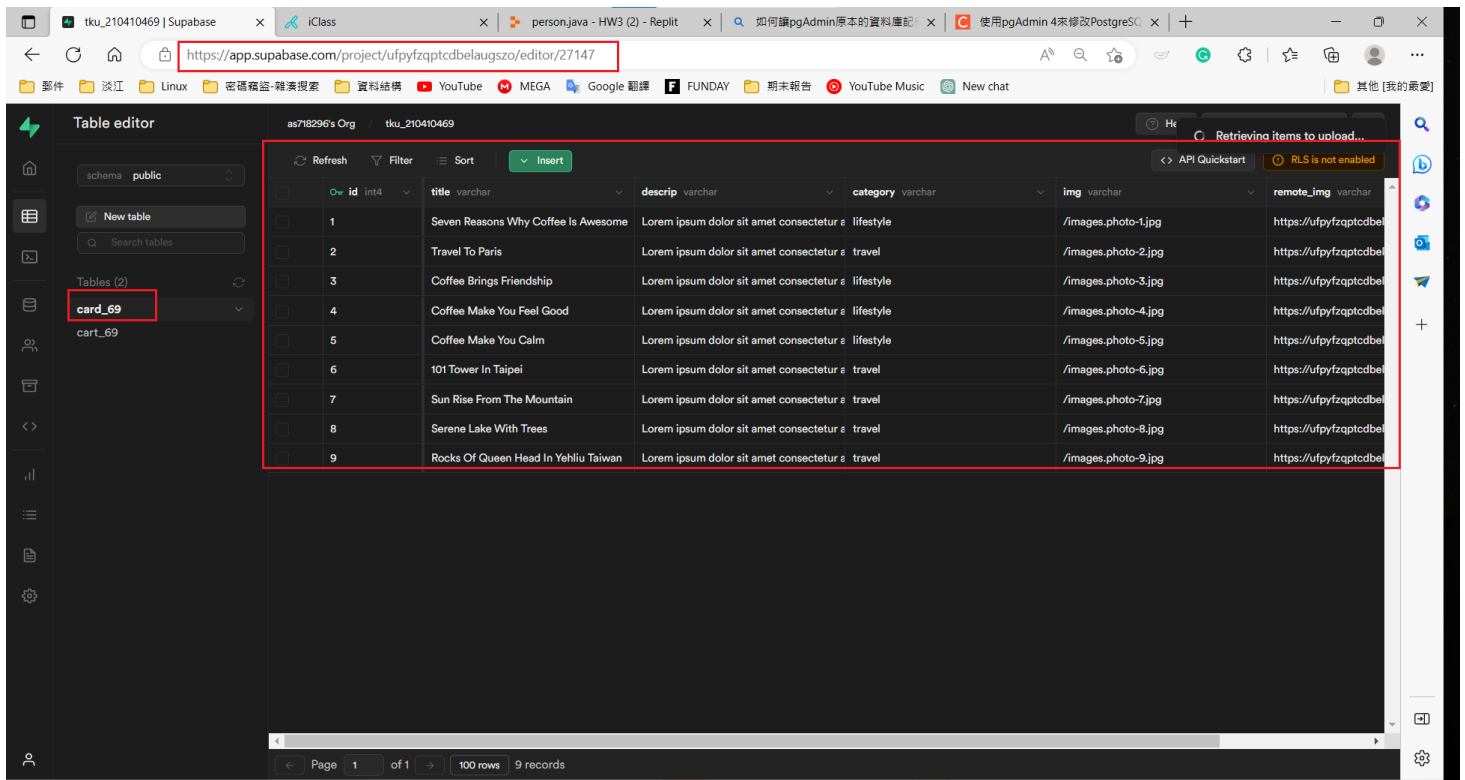 tku_210410469 | Supabase
iClass
person.java - HW3 (2) - Replit
如何讓pgAdmin原本的資料庫記
使用pgAdmin 4來修改PostgreSQ
https://app.supabase.com/project/ufpyfzqptcdbelaugszo/editor/27147
郵件 淡江 Linux 密碼竊盜-雜湊搜索 資料結構 YouTube MEGA Google 翻譯 FUNDAY 期末報告 YouTube Music New chat 其他 [我的最愛]
Table editor
as718296's Org / tku_210410469
He
Retrieving items to upload...
schema public
New table
Search tables
Tables (2)
card_69
cart_69
Refresh Filter Sort Insert
<> API Quickstart RLS is not enabled
id int4 title varchar descrip varchar category varchar img varchar remote_img varchar
1 Seven Reasons Why Coffee Is Awesome Lorem ipsum dolor sit amet consectetur a lifestyle /images.photo-1.jpg https://ufpyfzqptcdbel
2 Travel To Paris Lorem ipsum dolor sit amet consectetur a travel /images.photo-2.jpg https://ufpyfzqptcdbel
3 Coffee Brings Friendship Lorem ipsum dolor sit amet consectetur a lifestyle /images.photo-3.jpg https://ufpyfzqptcdbel
4 Coffee Make You Feel Good Lorem ipsum dolor sit amet consectetur a lifestyle /images.photo-4.jpg https://ufpyfzqptcdbel
5 Coffee Make You Calm Lorem ipsum dolor sit amet consectetur a lifestyle /images.photo-5.jpg https://ufpyfzqptcdbel
6 101 Tower In Taipei Lorem ipsum dolor sit amet consectetur a travel /images.photo-6.jpg https://ufpyfzqptcdbel
7 Sun Rise From The Mountain Lorem ipsum dolor sit amet consectetur a travel /images.photo-7.jpg https://ufpyfzqptcdbel
8 Serene Lake With Trees Lorem ipsum dolor sit amet consectetur a travel /images.photo-8.jpg https://ufpyfzqptcdbel
9 Rocks Of Queen Head In Yehliu Taiwan Lorem ipsum dolor sit amet consectetur a travel /images.photo-9.jpg https://ufpyfzqptcdbel
Page 1 of 1 100 rows 9 records